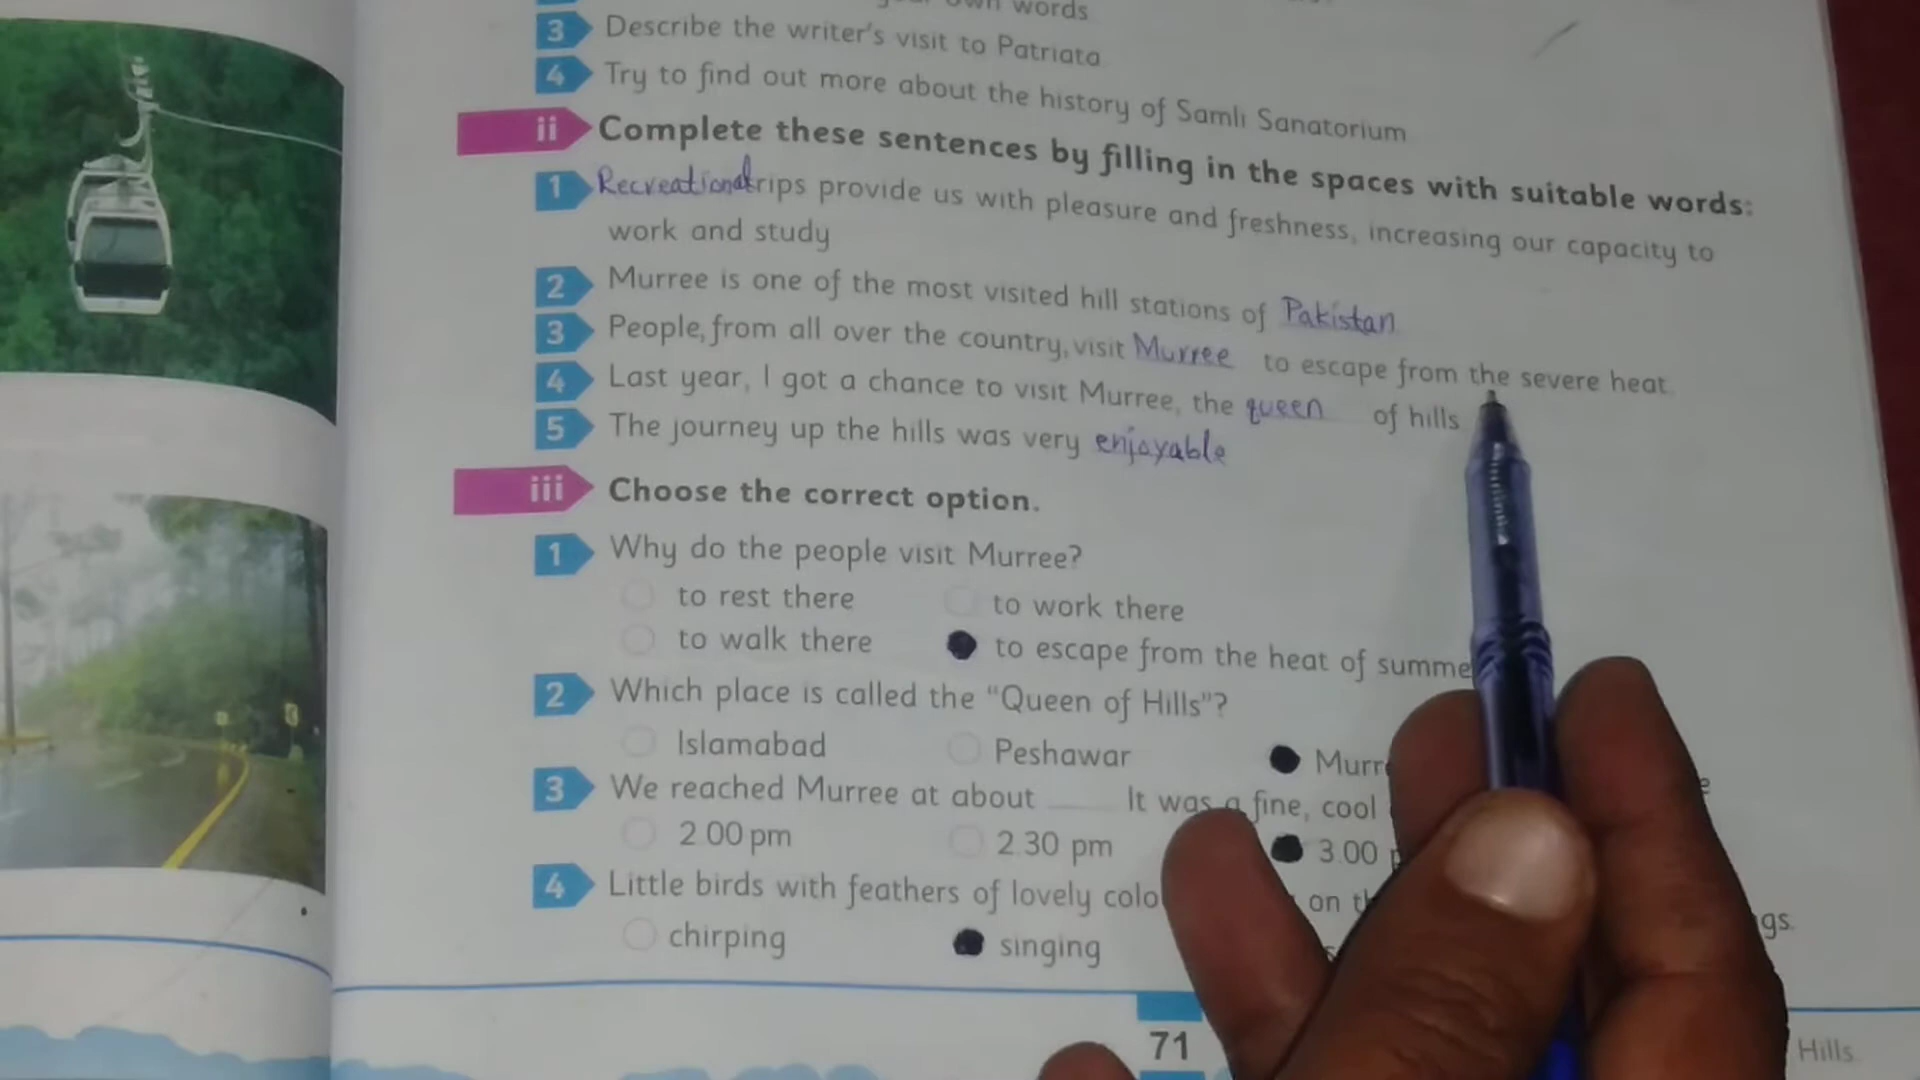 own words
3 Describe the writer's visit to Patriata
4 Try to find out more about the history of Samli Sanatorium
ii Complete these sentences by filling in the spaces with suitable words:
1 Recreational trips provide us with pleasure and freshness, increasing our capacity to
work and study
2 Murree is one of the most visited hill stations of Pakistan
3 People, from all over the country, visit Murree to escape from the severe heat.
4 Last year, I got a chance to visit Murree, the queen of hills
5 The journey up the hills was very enjoyable
iii Choose the correct option.
1 Why do the people visit Murree?
to rest there to work there
to walk there to escape from the heat of summe
2 Which place is called the "Queen of Hills"?
Islamabad Peshawar Murr
3 We reached Murree at about ____ It was a fine, cool
2.00 pm 2.30 pm 3.00 p
4 Little birds with feathers of lovely colo on th gs.
chirping singing
71
Hills